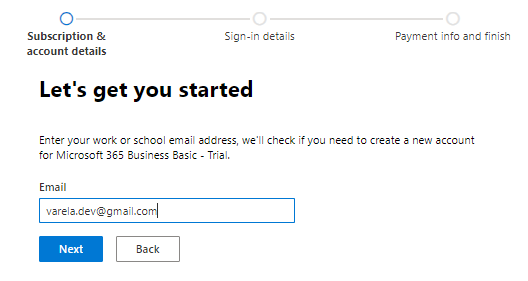 Subscription &
account details
Sign-in details
Payment info and finish
Let's get you started
Enter your work or school email address, we'll check if you need to create a new account
for Microsoft 365 Business Basic - Trial.
Email
varela.dev@gmail.com
Next
Back